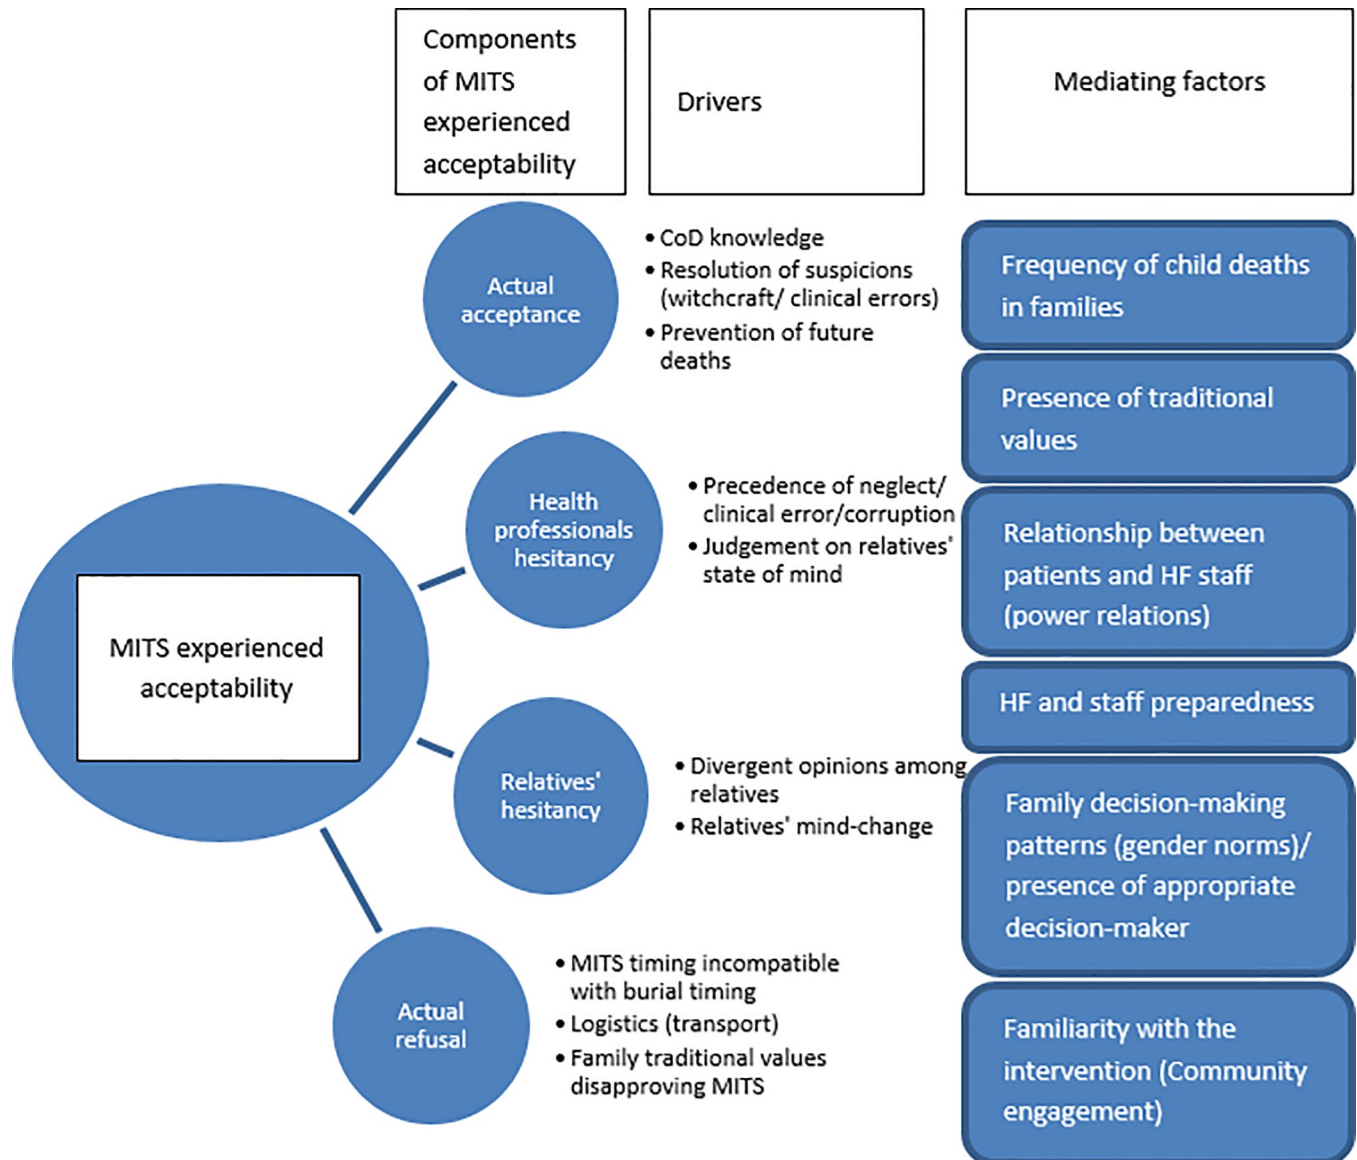 Components
of MITS
experienced
acceptability
Drivers
Mediating factors
Actual
acceptance
• CoD knowledge
• Resolution of suspicions
(witchcraft/ clinical errors)
• Prevention of future
deaths
Health
professionals
hesitancy
• Precedence of neglect/
clinical error/corruption
• Judgement on relatives'
state of mind
MITS experienced
acceptability
Relatives'
hesitancy
• Divergent opinions among
relatives
• Relatives' mind-change
Actual
refusal
• MITS timing incompatible
with burial timing
• Logistics (transport)
• Family traditional values
disapproving MITS
Frequency of child deaths
in families
Presence of traditional
values
Relationship between
patients and HF staff
(power relations)
HF and staff preparedness
Family decision-making
patterns (gender norms)/
presence of appropriate
decision-maker
Familiarity with the
intervention (Community
engagement)